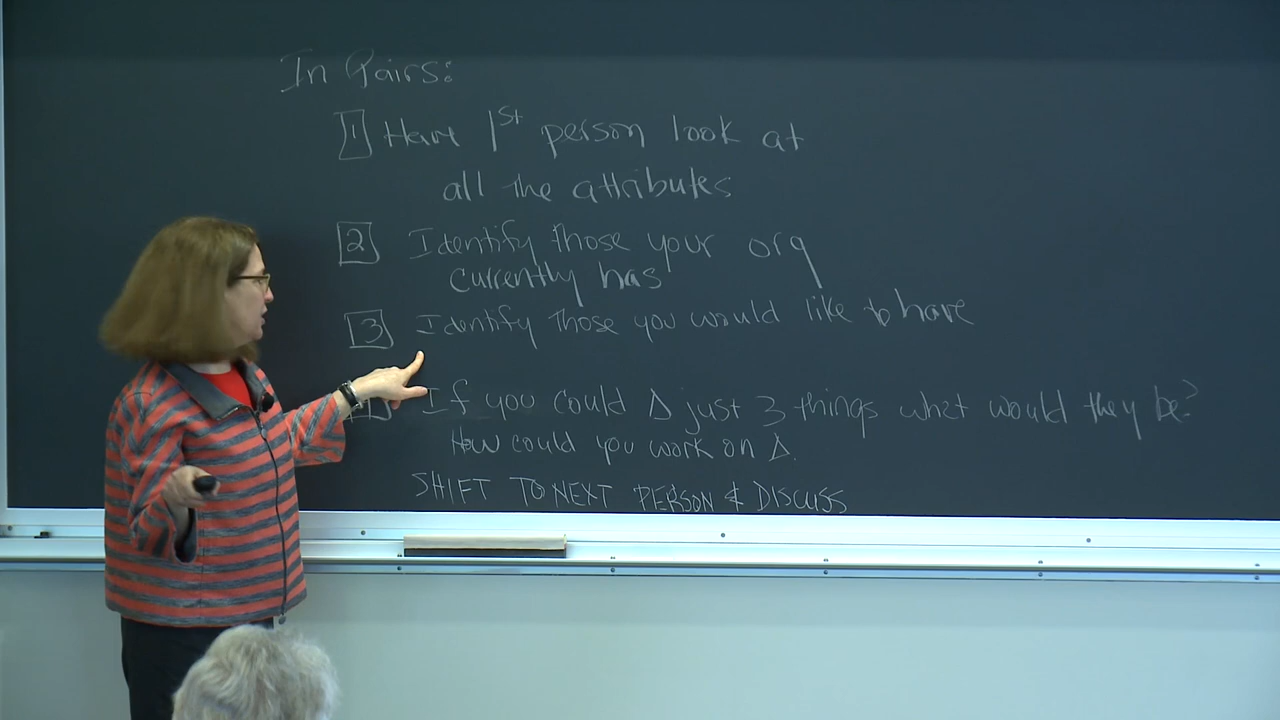 In Pairs:
1 Have 1st person look at
all the attributes
2 Identify those your org
currently has
3 Identify those you would like to have
If you could Δ just 3 things what would they be?
How could you work on Δ.
SHIFT TO NEXT PERSON & DISCUSS